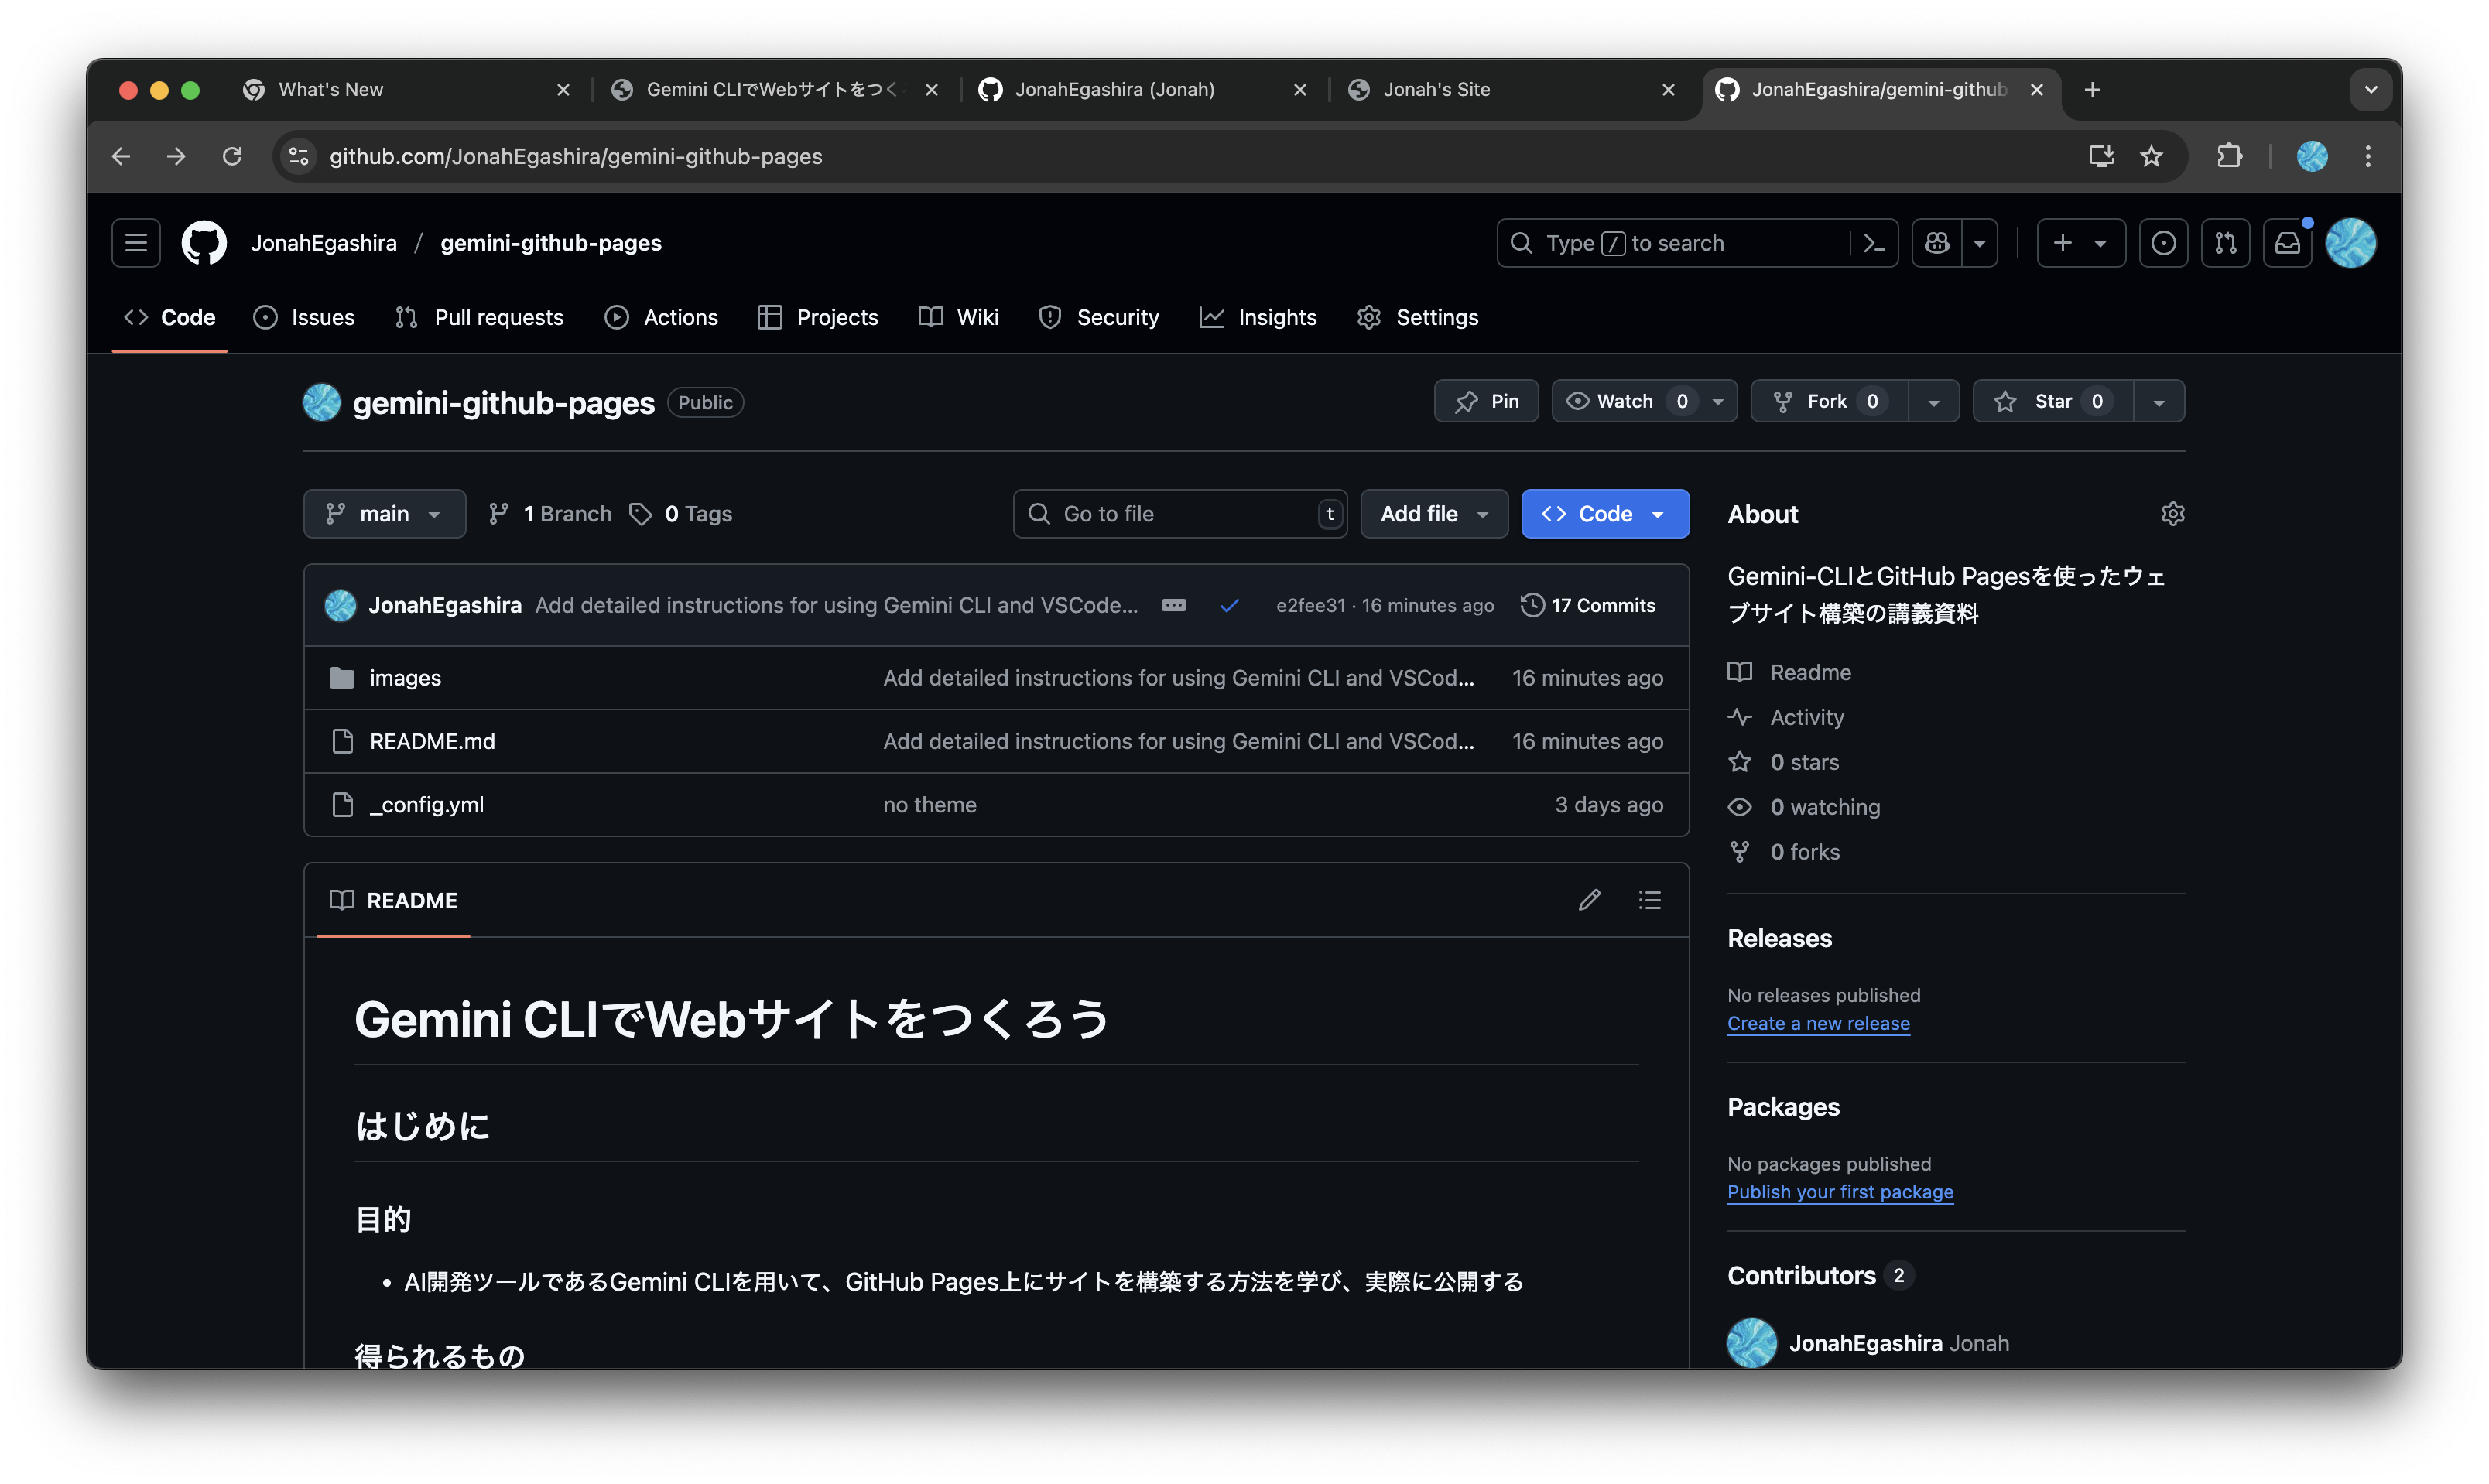 What's New
Gemini CLIでWebサイトをつく
JonahEgashira (Jonah)
Jonah's Site
JonahEgashira/gemini-github
github.com/JonahEgashira/gemini-github-pages
JonahEgashira / gemini-github-pages
Type / to search
Code Issues Pull requests Actions Projects Wiki Security Insights Settings
gemini-github-pages Public
Pin Watch 0 Fork 0 Star 0
main 1 Branch 0 Tags Go to file t Add file Code
JonahEgashira Add detailed instructions for using Gemini CLI and VSCode... e2fee31 · 16 minutes ago 17 Commits
images Add detailed instructions for using Gemini CLI and VSCod... 16 minutes ago
README.md Add detailed instructions for using Gemini CLI and VSCod... 16 minutes ago
_config.yml no theme 3 days ago
README
Gemini CLIでWebサイトをつくろう
はじめに
目的
• AI開発ツールであるGemini CLIを用いて、GitHub Pages上にサイトを構築する方法を学び、実際に公開する
得られるもの
About
Gemini-CLIとGitHub Pagesを使ったウェ
ブサイト構築の講義資料
Readme
Activity
0 stars
0 watching
0 forks
Releases
No releases published
Create a new release
Packages
No packages published
Publish your first package
Contributors 2
JonahEgashira Jonah